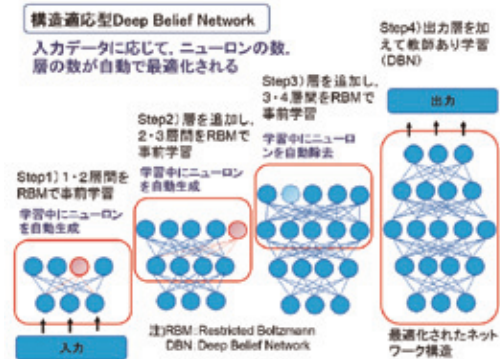 構造適応型Deep Belief Network
入力データに応じて，ニューロンの数，
層の数が自動で最適化される
Step1）1・2層間を
RBMで事前学習
学習中にニューロン
を自動生成
入力
Step2）層を追加し，
2・3層間をRBMで
事前学習
学習中にニューロン
を自動生成
Step3）層を追加し，
3・4層間をRBMで
事前学習
学習中にニューロ
ンを自動除去
Step4）出力層を加
えて教師あり学習
(DBN)
出力
最適化されたネット
ワーク構造
注）RBM：Restricted Boltzmann
DBN：Deep Belief Network